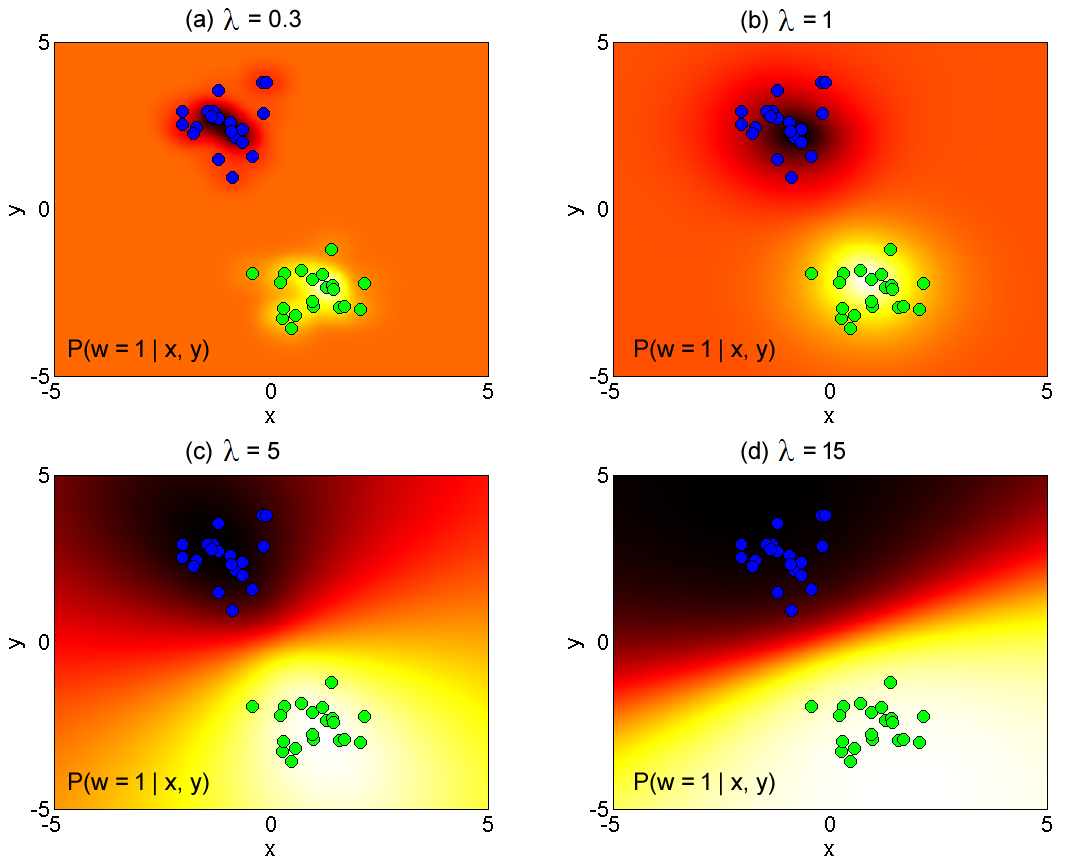 (a) λ = 0.3
(b) λ = 1
5
y
0
P(w = 1 | x, y)
-5
-5
0
5
x
5
y
0
P(w = 1 | x, y)
-5
-5
0
5
x
(c) λ = 5
(d) λ = 15
5
y
0
P(w = 1 | x, y)
-5
-5
0
5
x
5
y
0
P(w = 1 | x, y)
-5
-5
0
5
x